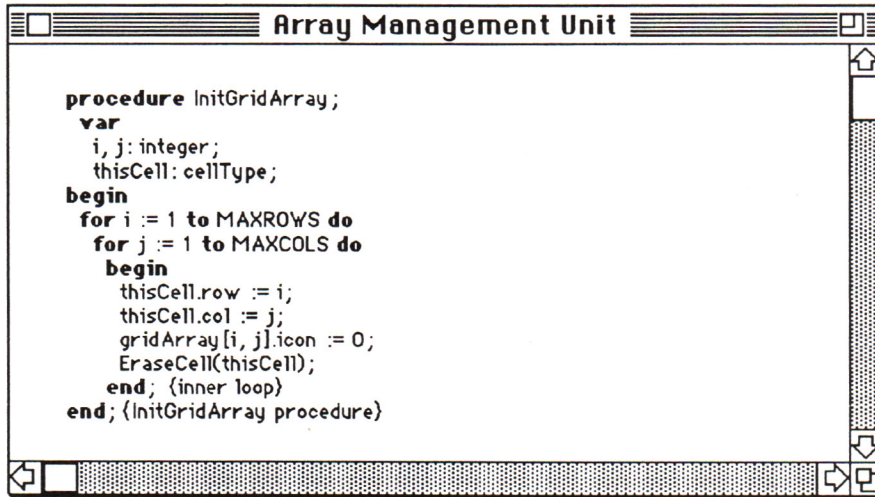 Array Management Unit
procedure InitGridArray;
var
i, j: integer;
thisCell: cellType;
begin
for i := 1 to MAXROWS do
for j := 1 to MAXCOLS do
begin
thisCell.row := i;
thisCell.col := j;
gridArray[i, j].icon := 0;
EraseCell(thisCell);
end; {inner loop}
end; {InitGridArray procedure}